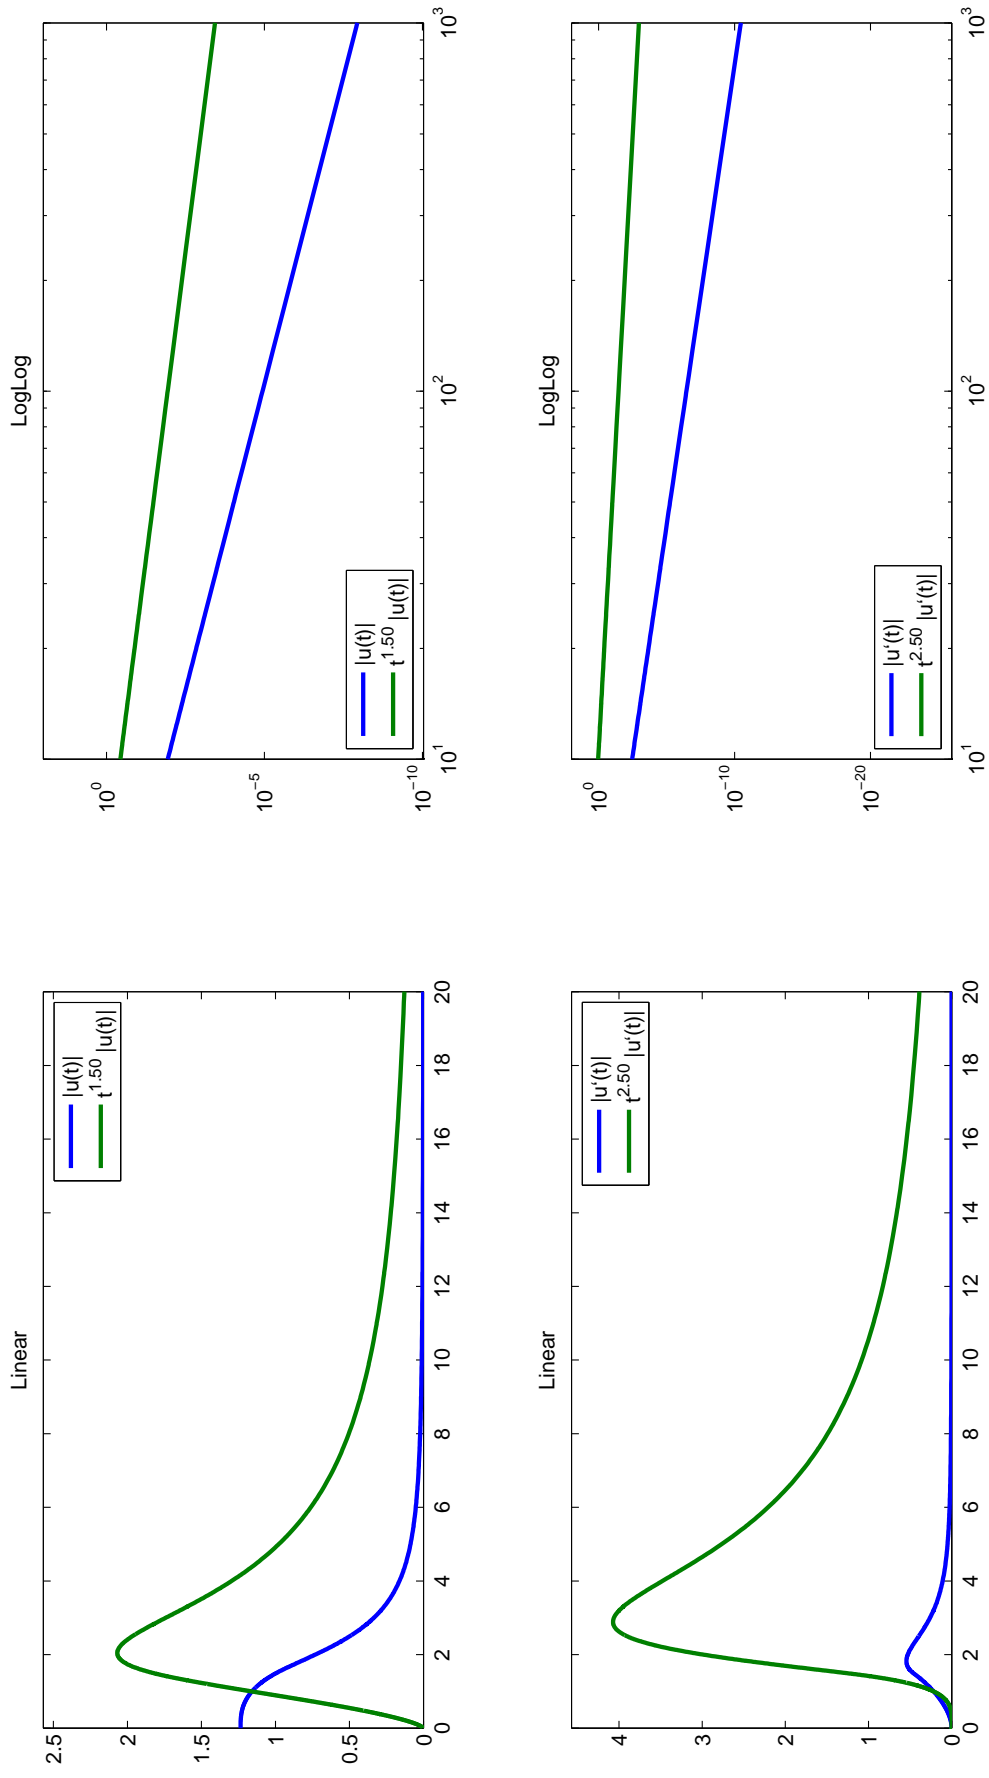 Linear
2.5
2
1.5
1
0.5
0
0 2 4 6 8 10 12 14 16 18 20
|u(t)|
t^1.50 |u(t)|
LogLog
10^0
10^−5
10^−10
10^1 10^2 10^3
|u(t)|
t^1.50 |u(t)|
Linear
4
3
2
1
0
0 2 4 6 8 10 12 14 16 18 20
|u‘(t)|
t^2.50 |u‘(t)|
LogLog
10^0
10^−10
10^−20
10^1 10^2 10^3
|u‘(t)|
t^2.50 |u‘(t)|